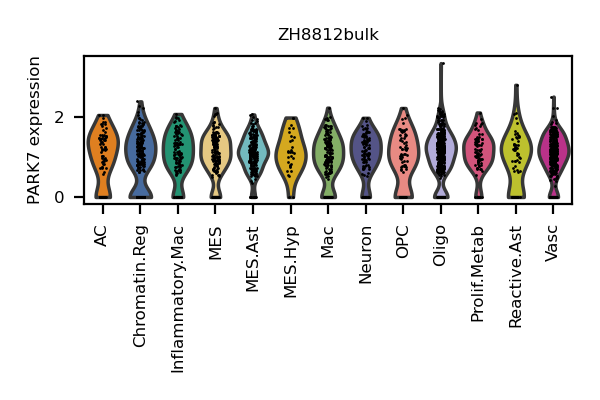 ZH8812bulk
PARK7 expression
2
0
AC
Chromatin.Reg
Inflammatory.Mac
MES
MES.Ast
MES.Hyp
Mac
Neuron
OPC
Oligo
Prolif.Metab
Reactive.Ast
Vasc